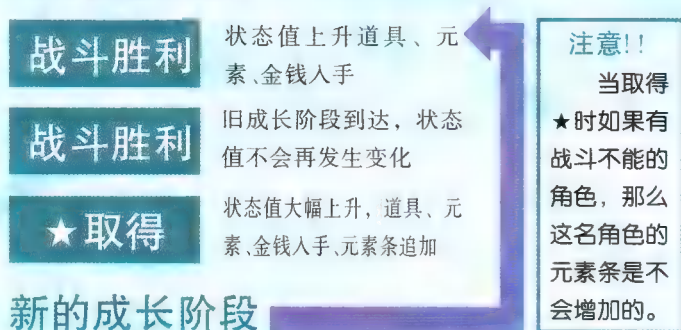 战斗胜利
状态值上升道具、元
素、金钱入手
战斗胜利
旧成长阶段到达，状态
值不会再发生变化
★取得
状态值大幅上升，道具、元
素、金钱入手、元素条追加
新的成长阶段
注意!!
当取得
★时如果有
战斗不能的
角色，那么
这名角色的
元素条是不
会增加的。